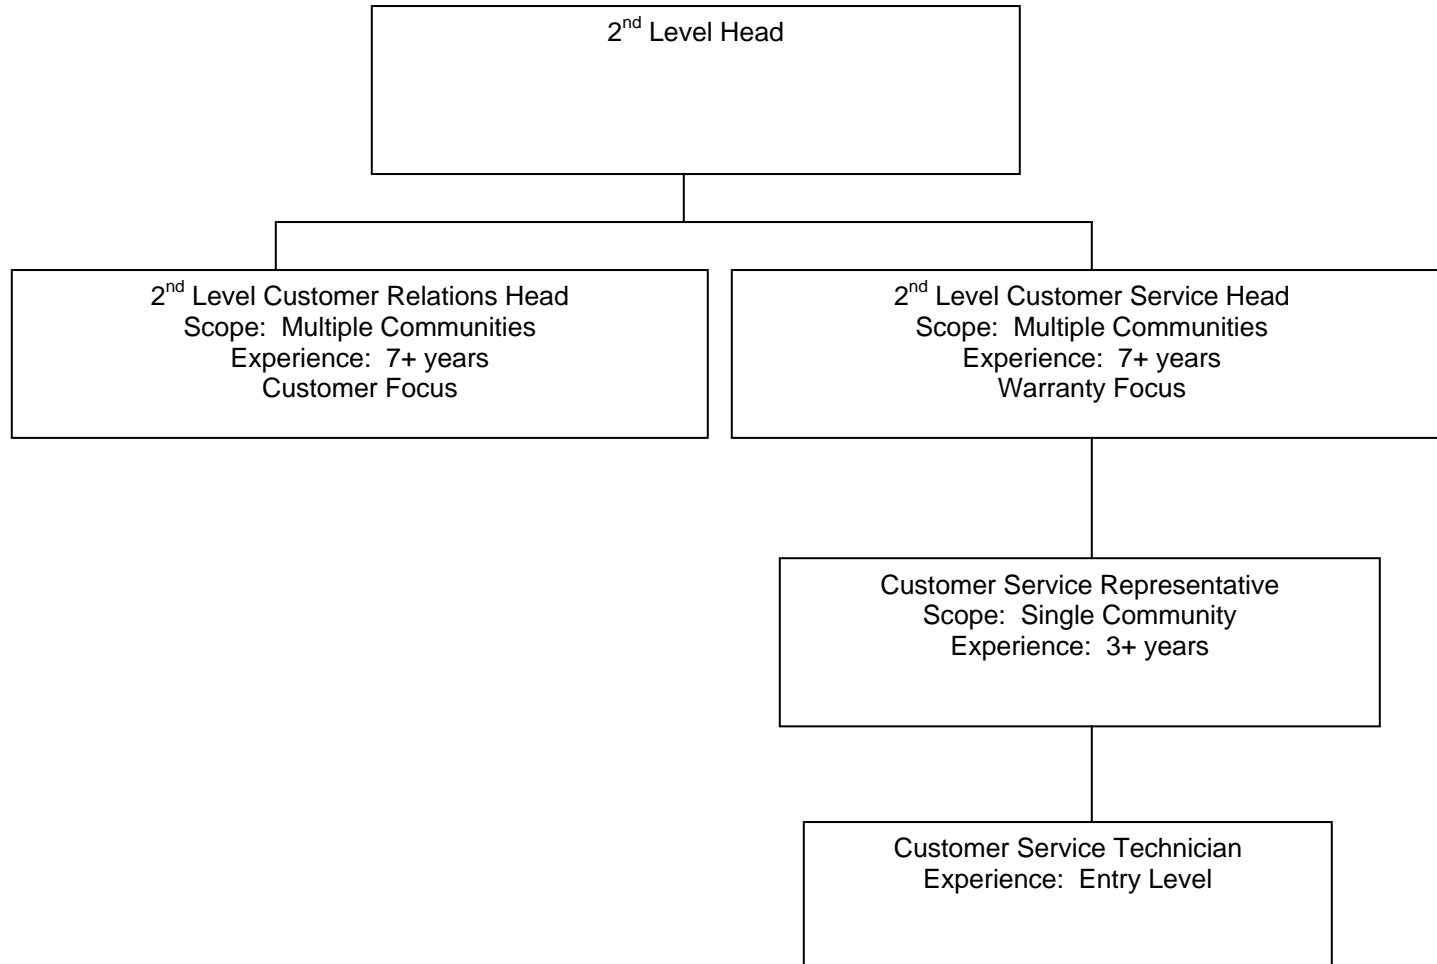 2nd Level Head
2nd Level Customer Relations Head
Scope: Multiple Communities
Experience: 7+ years
Customer Focus
2nd Level Customer Service Head
Scope: Multiple Communities
Experience: 7+ years
Warranty Focus
Customer Service Representative
Scope: Single Community
Experience: 3+ years
Customer Service Technician
Experience: Entry Level